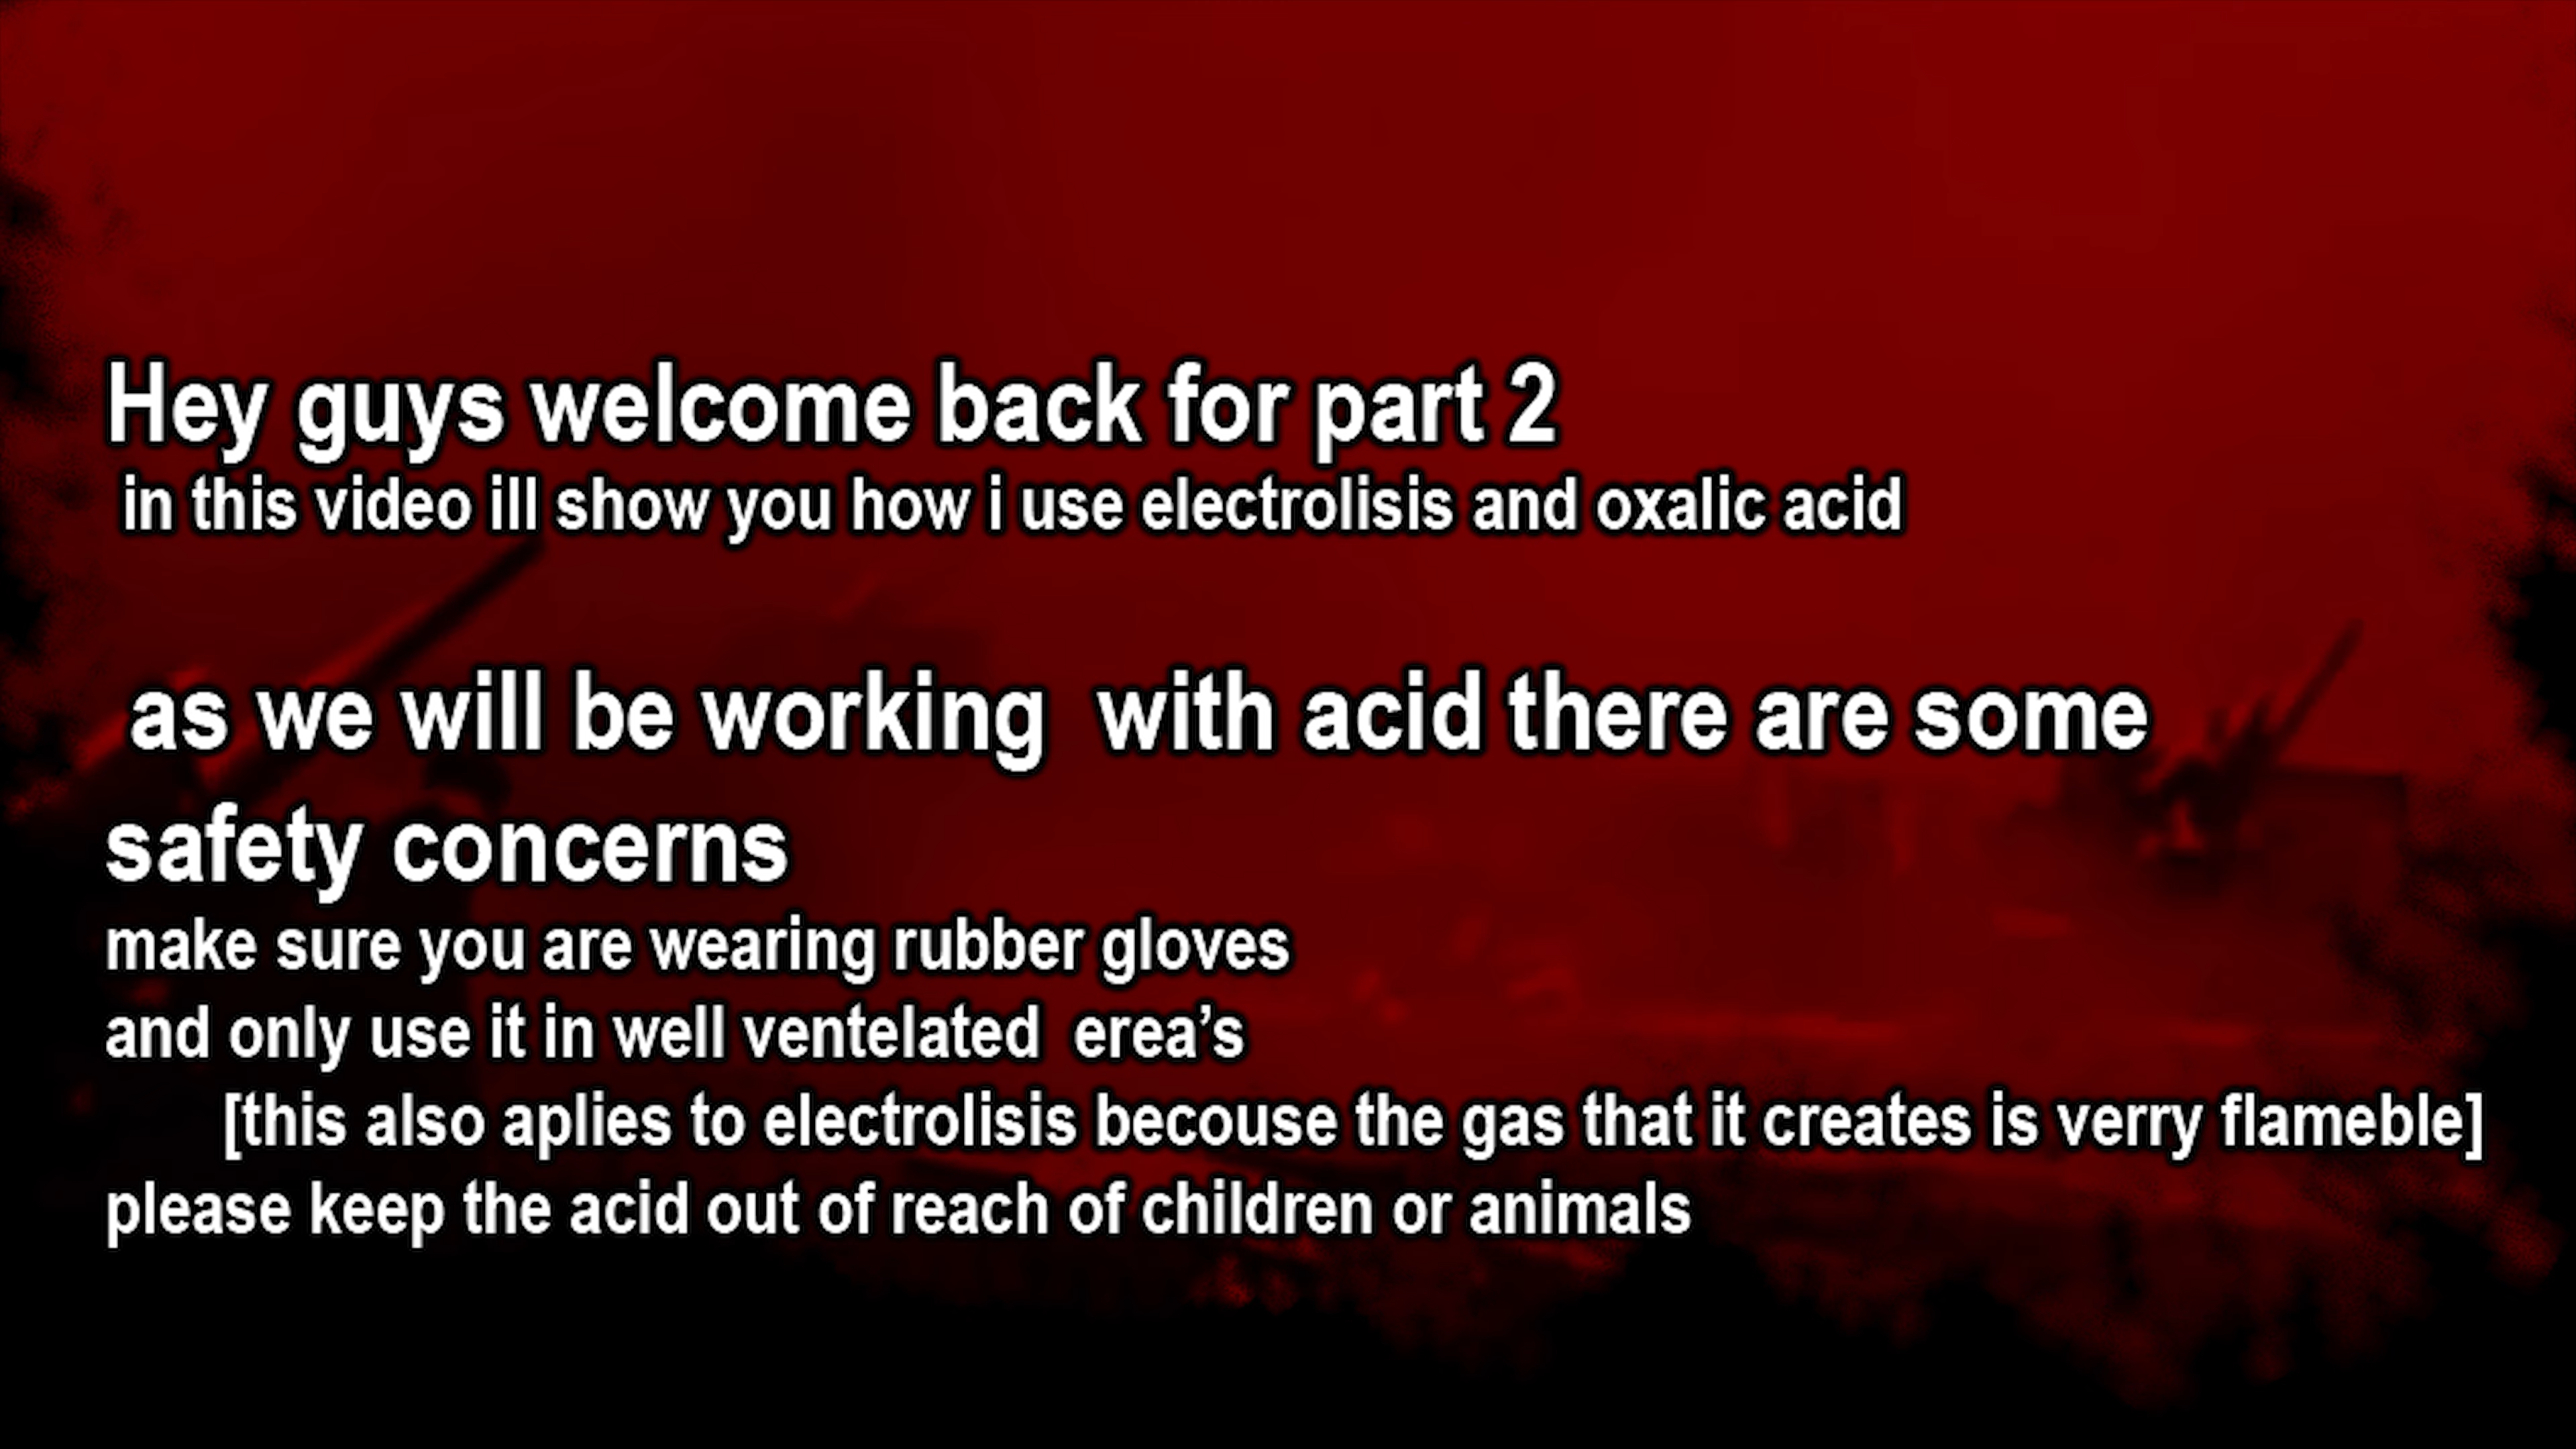 Hey guys welcome back for part 2
in this video ill show you how i use electrolisis and oxalic acid
as we will be working  with acid there are some
safety concerns
make sure you are wearing rubber gloves
and only use it in well ventelated  erea’s
[this also aplies to electrolisis becouse the gas that it creates is verry flameble]
please keep the acid out of reach of children or animals